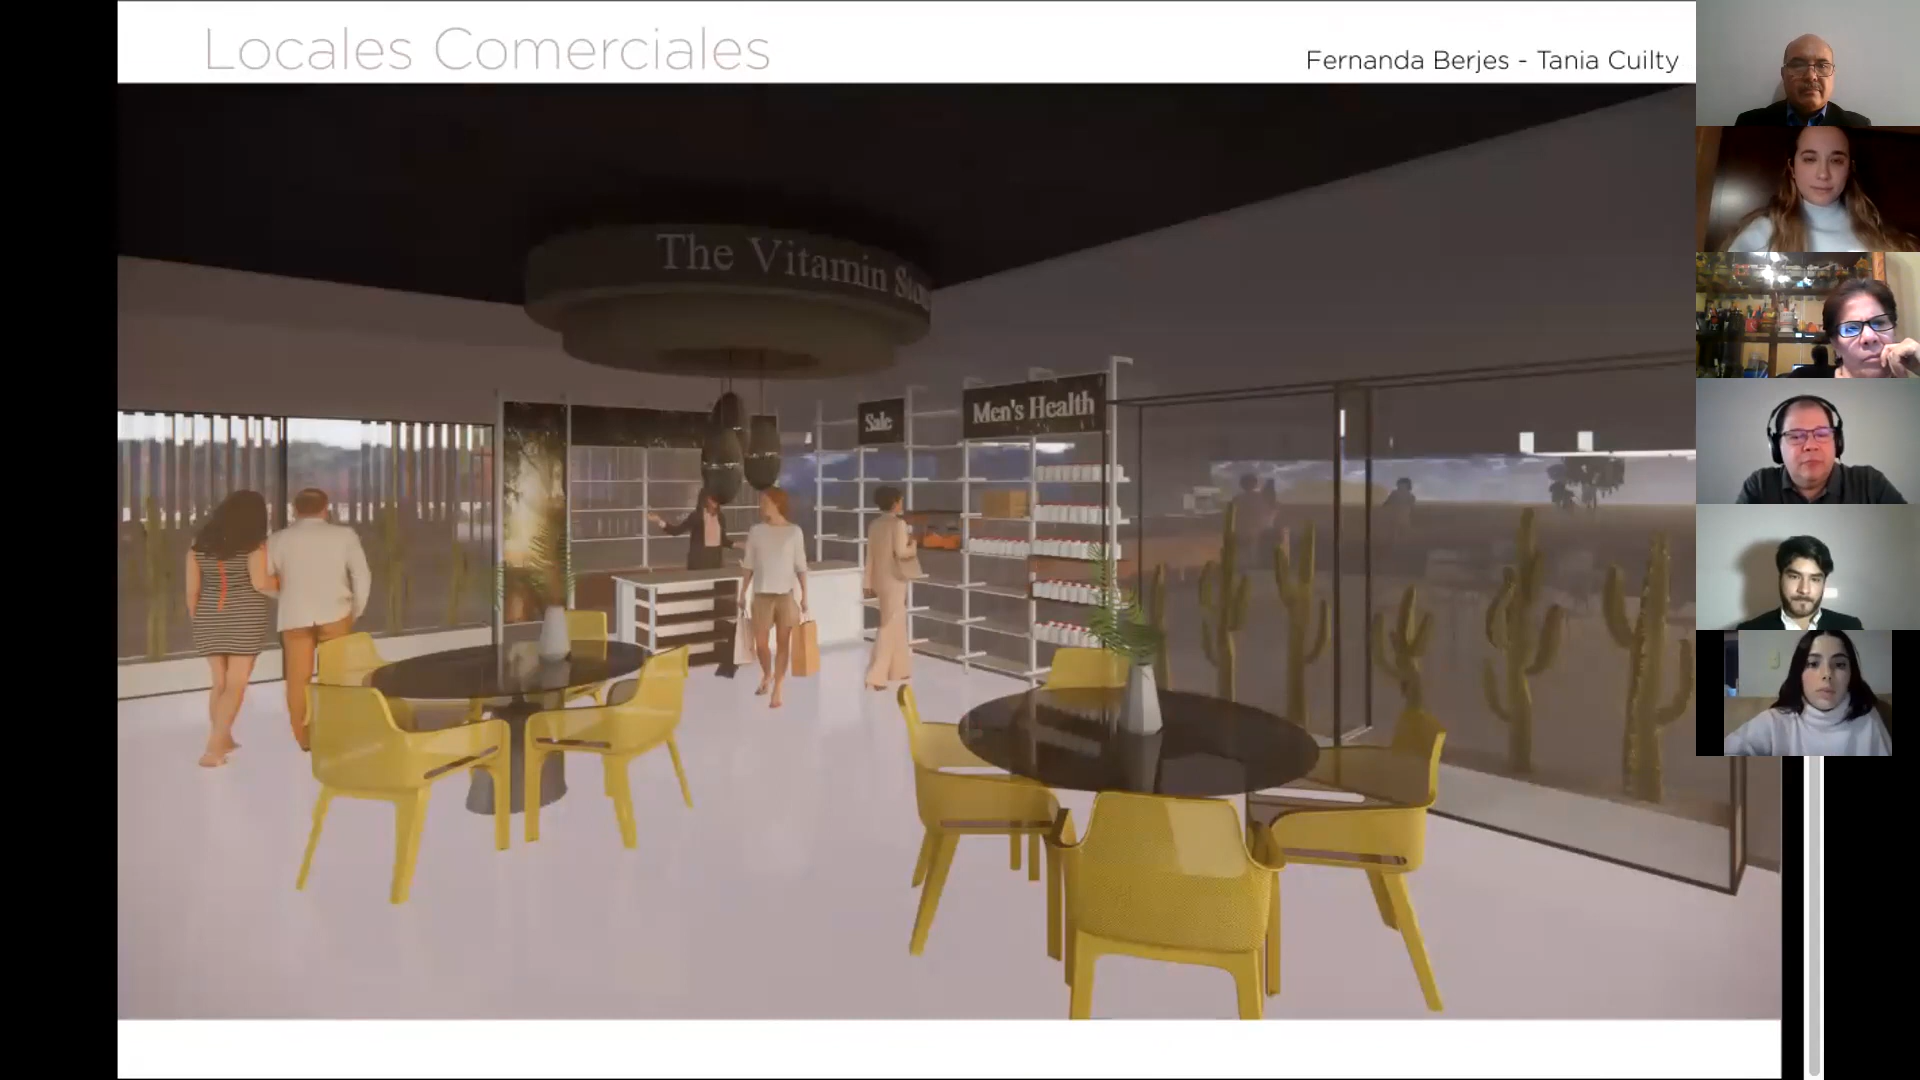 Locales Comerciales
Fernanda Berjes - Tania Cuilty
The Vitamin
Sale
Men's Health